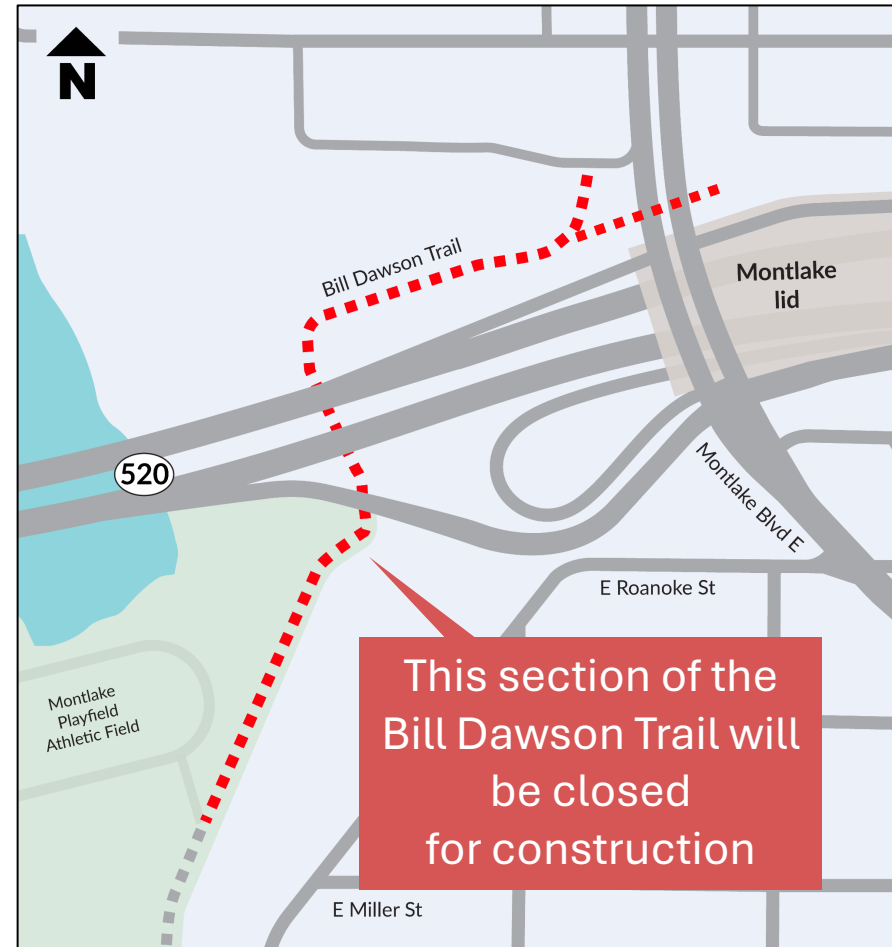 N
Bill Dawson Trail
Montlake
lid
520
Montlake Blvd E
E Roanoke St
Montlake
Playfield
Athletic Field
This section of the
Bill Dawson Trail will
be closed
for construction
E Miller St